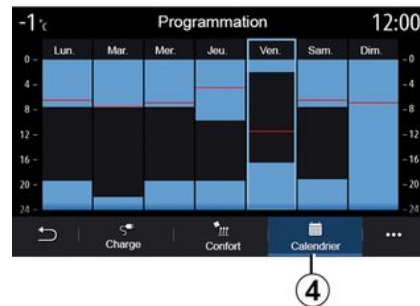 -1°c Programmation 12:00
Lun. Mar. Mer. Jeu. Ven. Sam. Dim.
0 0
4 4
8 8
12 12
16 16
20 20
24 24
Charge Confort Calendrier
4